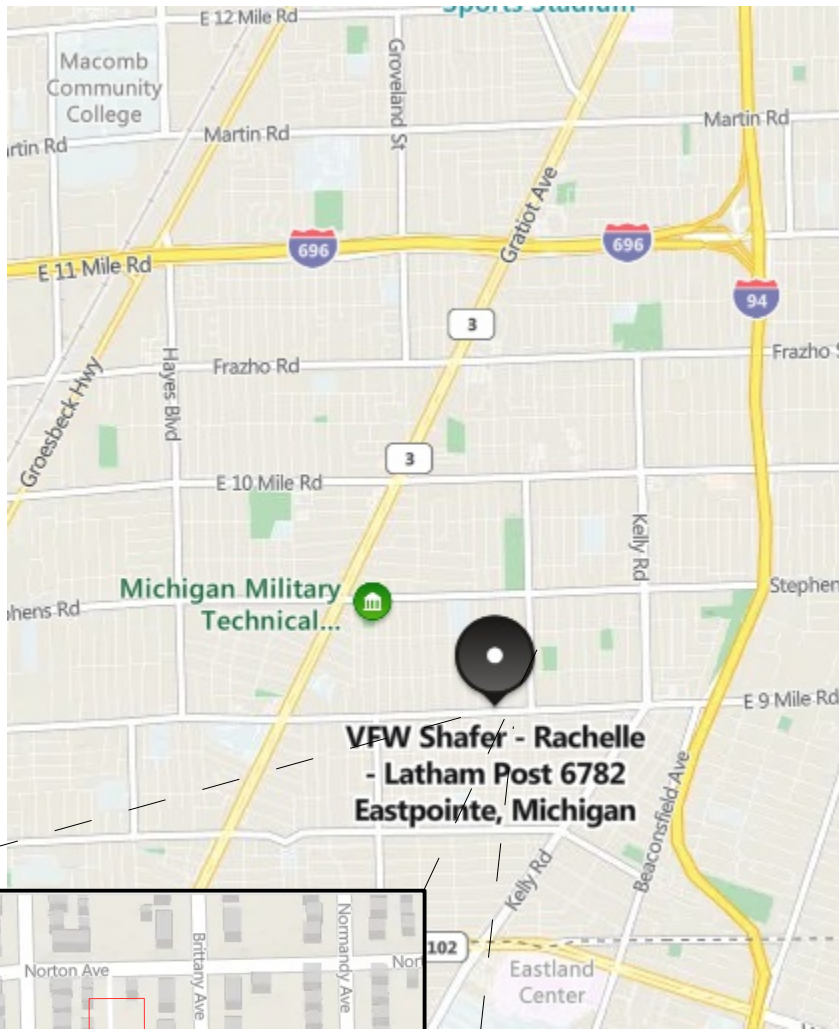 Sports Stadium
E 12 Mile Rd
Macomb
Community
College
Groveland St
Martin Rd
Martin Rd
rtin Rd
Gratiot Ave
696
696
E 11 Mile Rd
94
3
Frazho Rd
Frazho S
Hayes Blvd
Groesbeck Hwy
3
E 10 Mile Rd
Kelly Rd
Michigan Military
Technical...
Stephen
phens Rd
E 9 Mile Rd
VFW Shafer - Rachelle
- Latham Post 6782
Eastpointe, Michigan
Beaconsfield Ave
Kelly Rd
102
Eastland
Center
Norton Ave
Brittany Ave
Normandy Ave
Nor